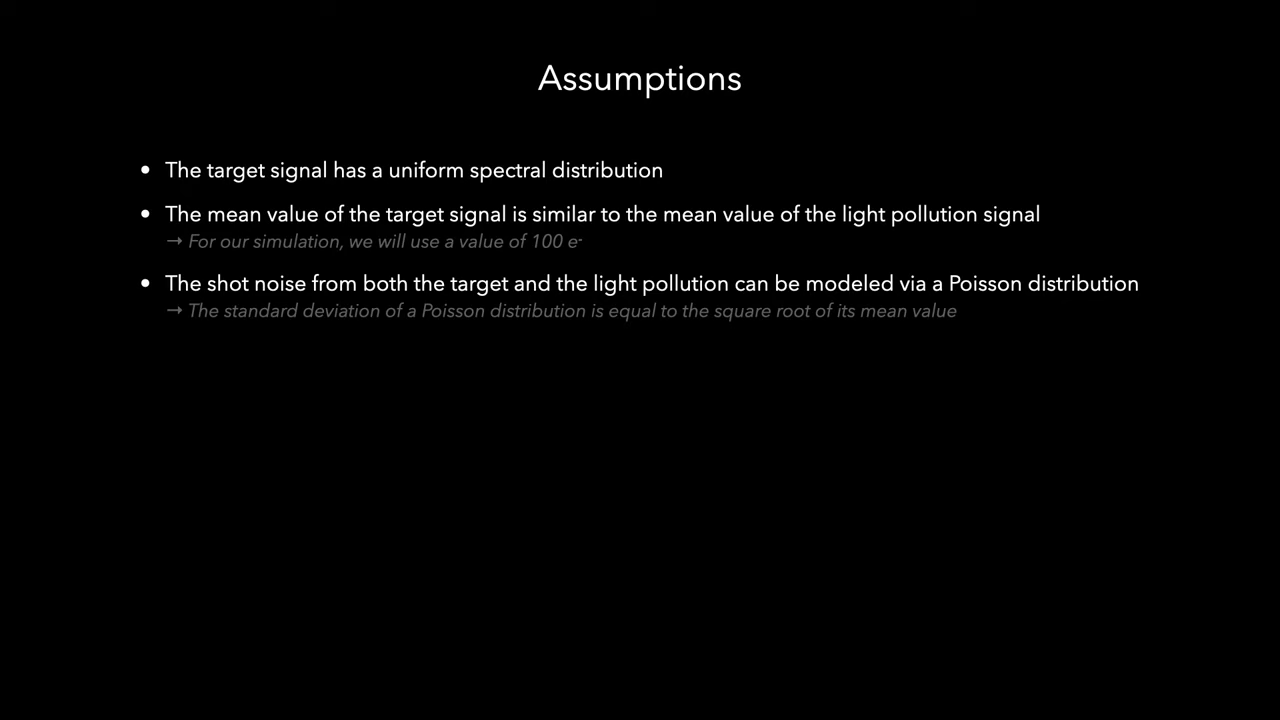 Assumptions
• The target signal has a uniform spectral distribution
• The mean value of the target signal is similar to the mean value of the light pollution signal
→ For our simulation, we will use a value of 100 e-
• The shot noise from both the target and the light pollution can be modeled via a Poisson distribution
→ The standard deviation of a Poisson distribution is equal to the square root of its mean value